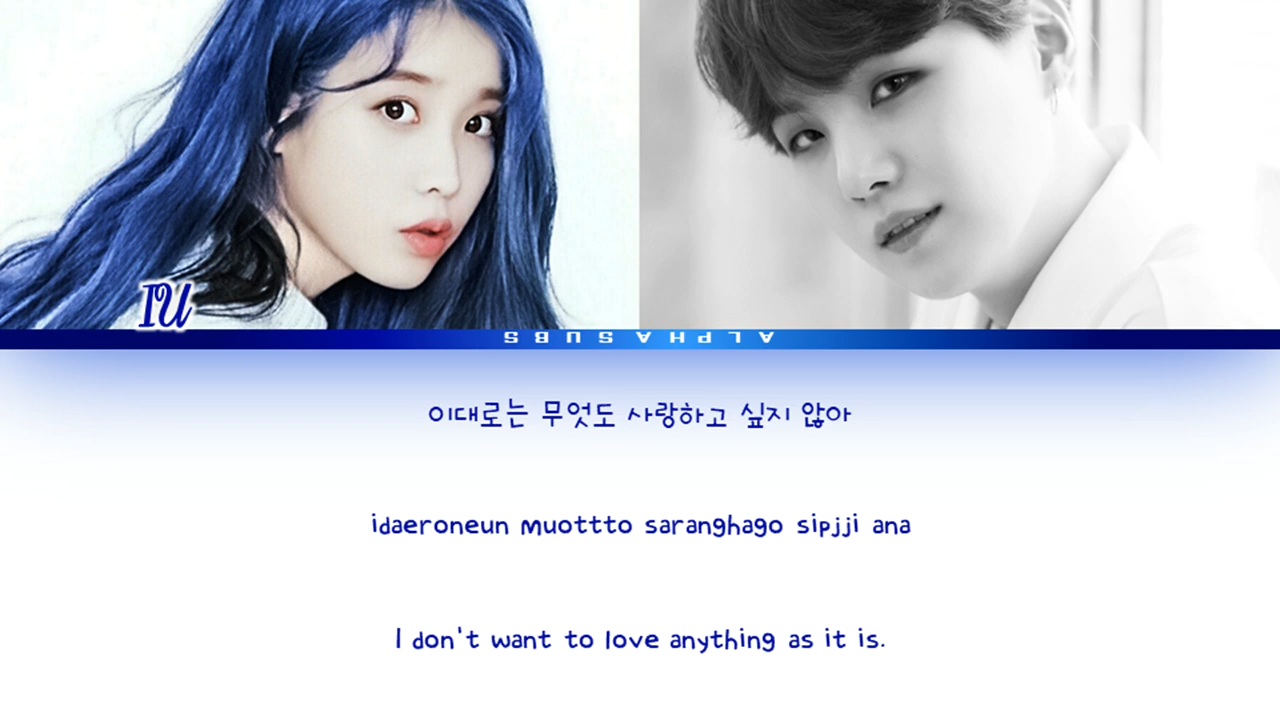 IU
ALPHA SUBS
이대로는 무엇도 사랑하고 싶지 않아
idaeroneun muottto saranghago sipjji ana
I don't want to love anything as it is.